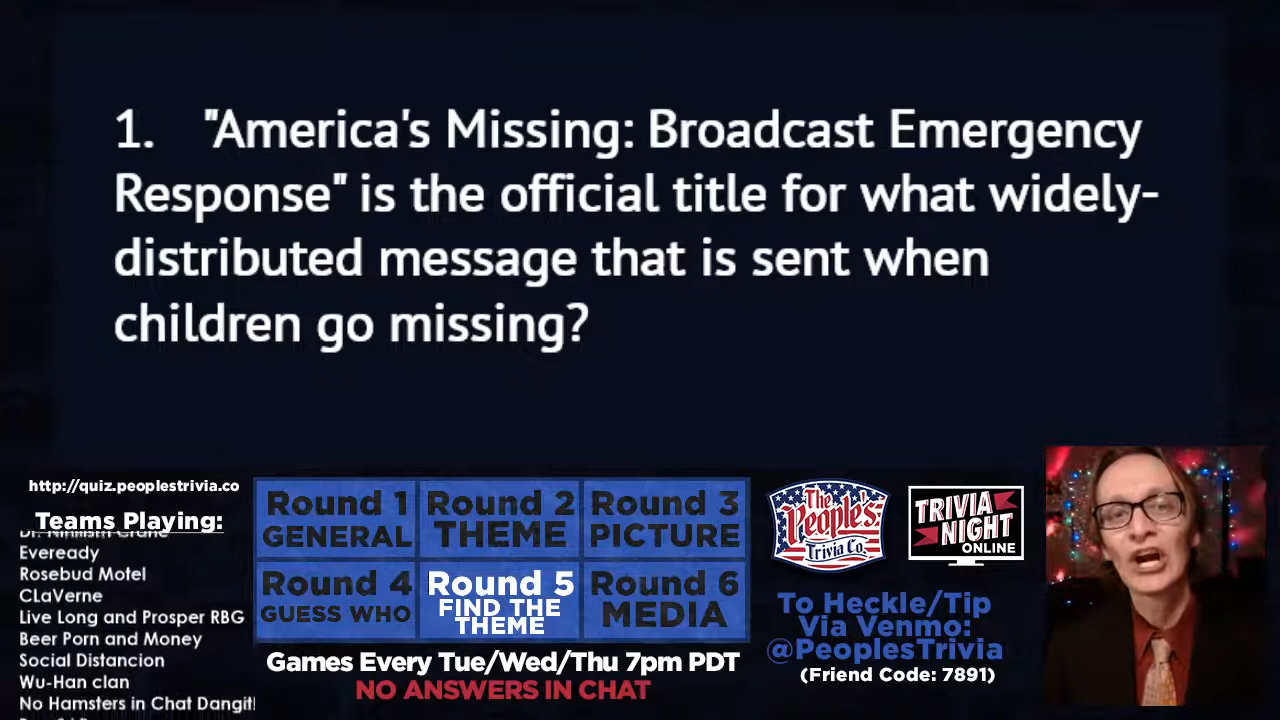 1. "America's Missing: Broadcast Emergency
Response" is the official title for what widely-
distributed message that is sent when
children go missing?
http://quiz.peoplestrivia.co
Teams Playing:
Eveready
Rosebud Motel
CLaVerne
Live Long and Prosper RBG
Beer Porn and Money
Social Distancion
Wu-Han clan
No Hamsters in Chat Dangit!
Round 1
GENERAL
Round 2
THEME
Round 3
PICTURE
Round 4
GUESS WHO
Round 5
FIND THE
THEME
Round 6
MEDIA
Games Every Tue/Wed/Thu 7pm PDT
NO ANSWERS IN CHAT
The
People's
Trivia Co.
TRIVIA
NIGHT
ONLINE
To Heckle/Tip
Via Venmo:
@PeoplesTrivia
(Friend Code: 7891)